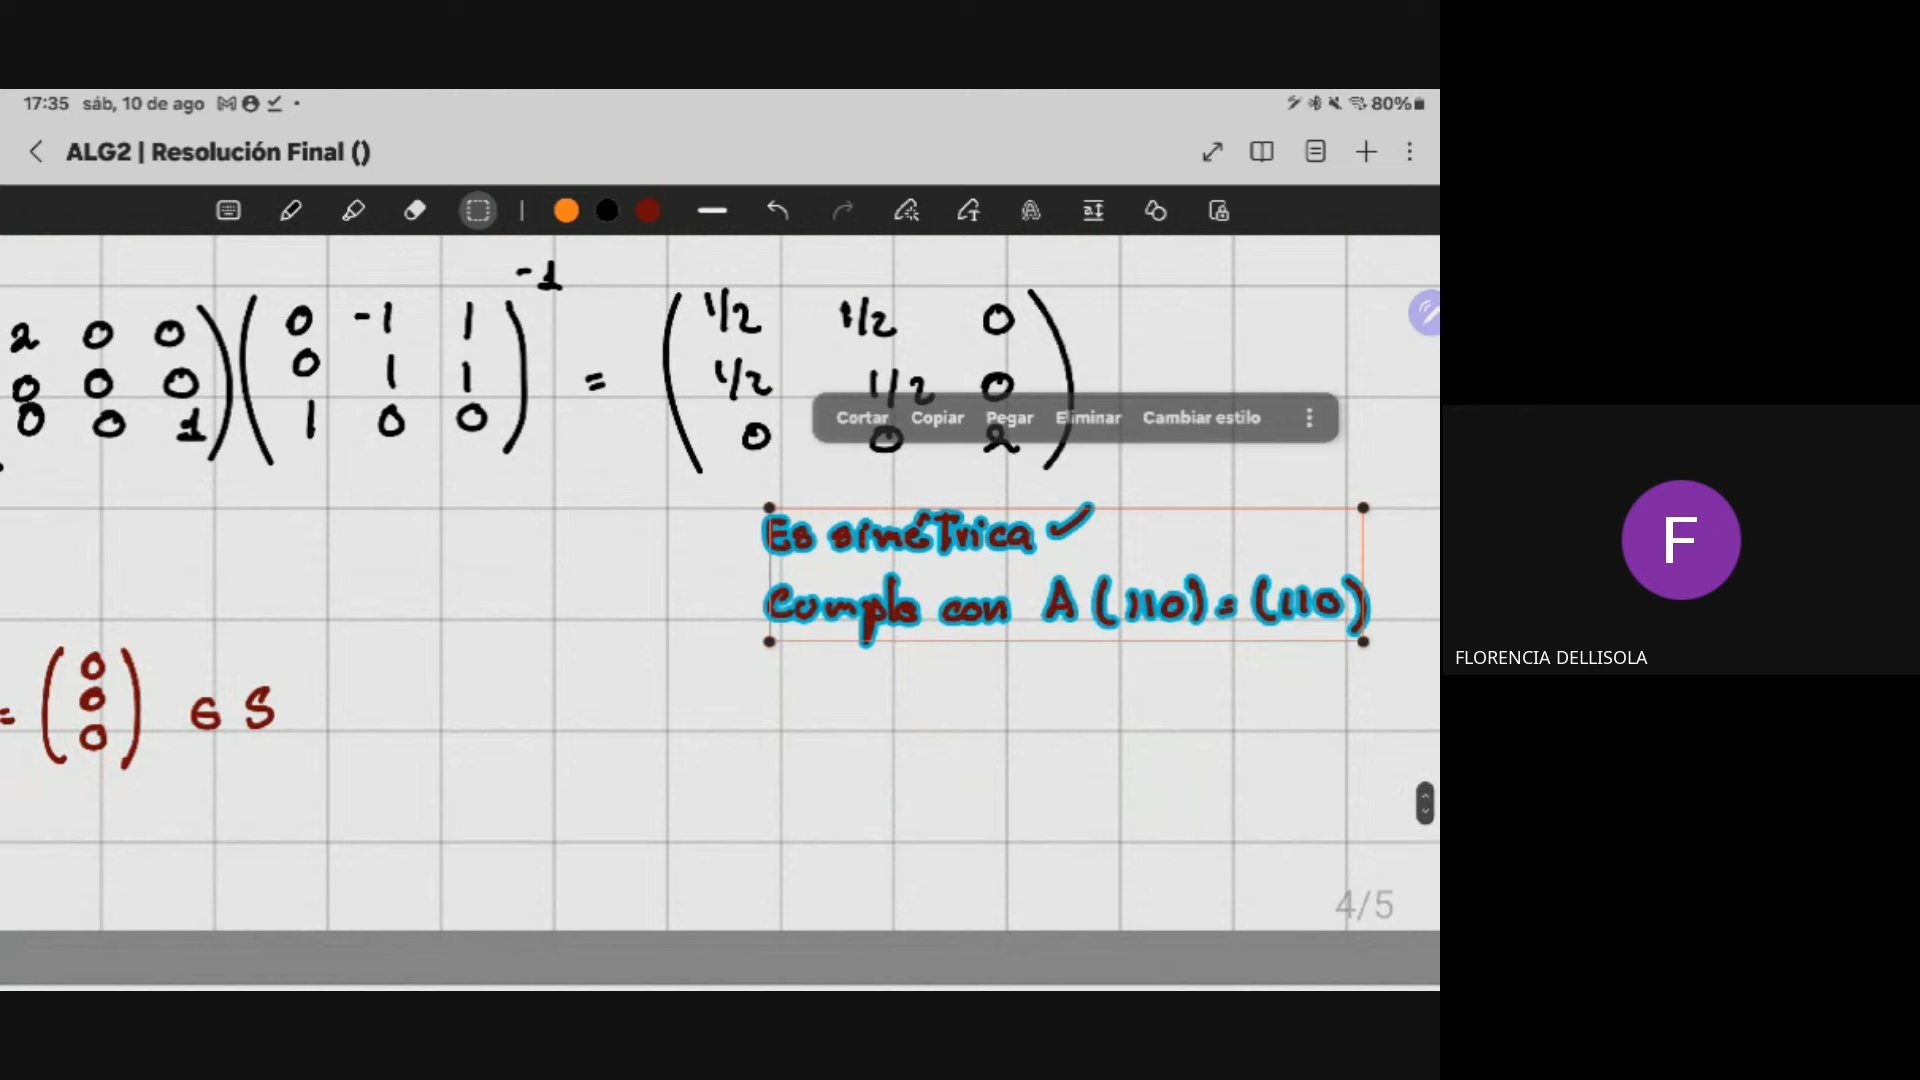 17:35 sáb, 10 de ago
80%
ALG2 | Resolución Final ()
-1
2 0 0 0 -1 1 1/2 1/2 0
0 0 0 0 1 1 = 1/2 1/2 0
0 0 1 1 0 0 0 0 2
Cortar Copiar Pegar Eliminar Cambiar estilo
Es simétrica ✓
Cumple con A (110) = (110)
= (0 0 0) ∈ S
4/5
F
FLORENCIA DELLISOLA